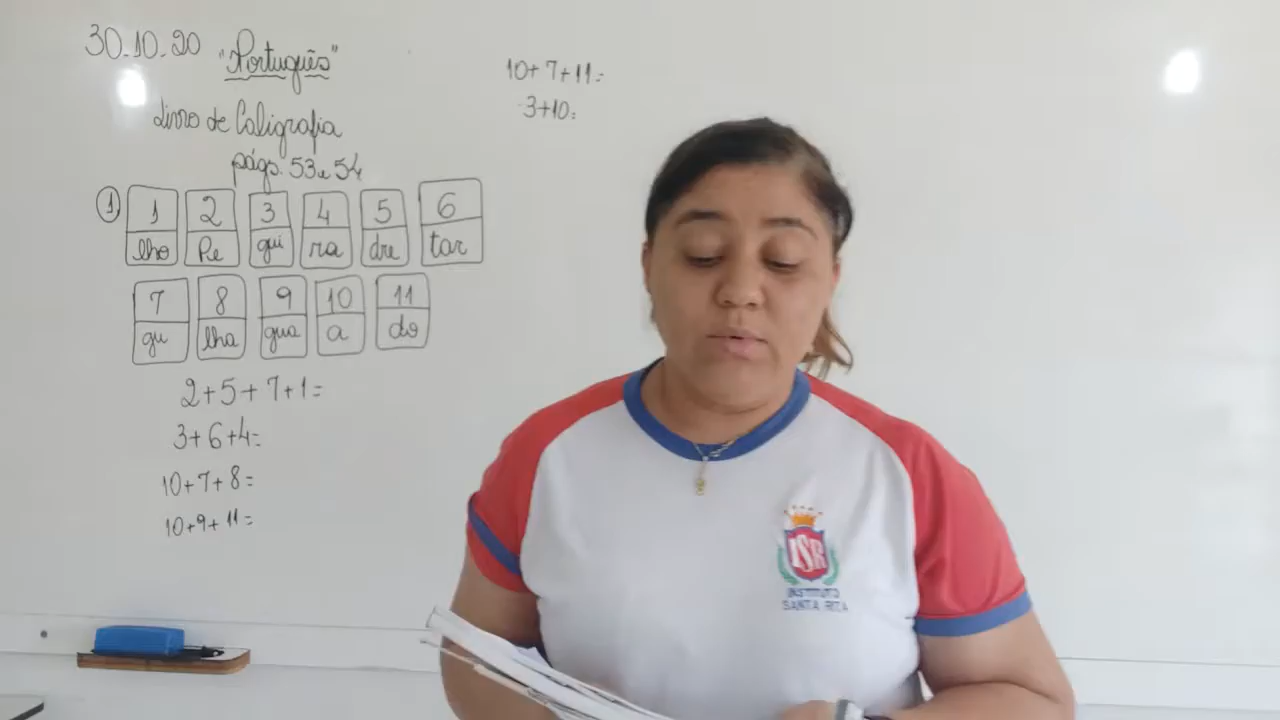 30.10.20 "Português"
Livro de Caligrafia
págs. 53 e 54
1 1 2 3 4 5 6
lho Pe gui ra dre tar
7 8 9 10 11
gu lha gua a do
2+5+7+1=
3+6+4=
10+7+8=
10+9+11=
10+7+11=
3+10=
ISR
INSTITUTO
SANTA RITA